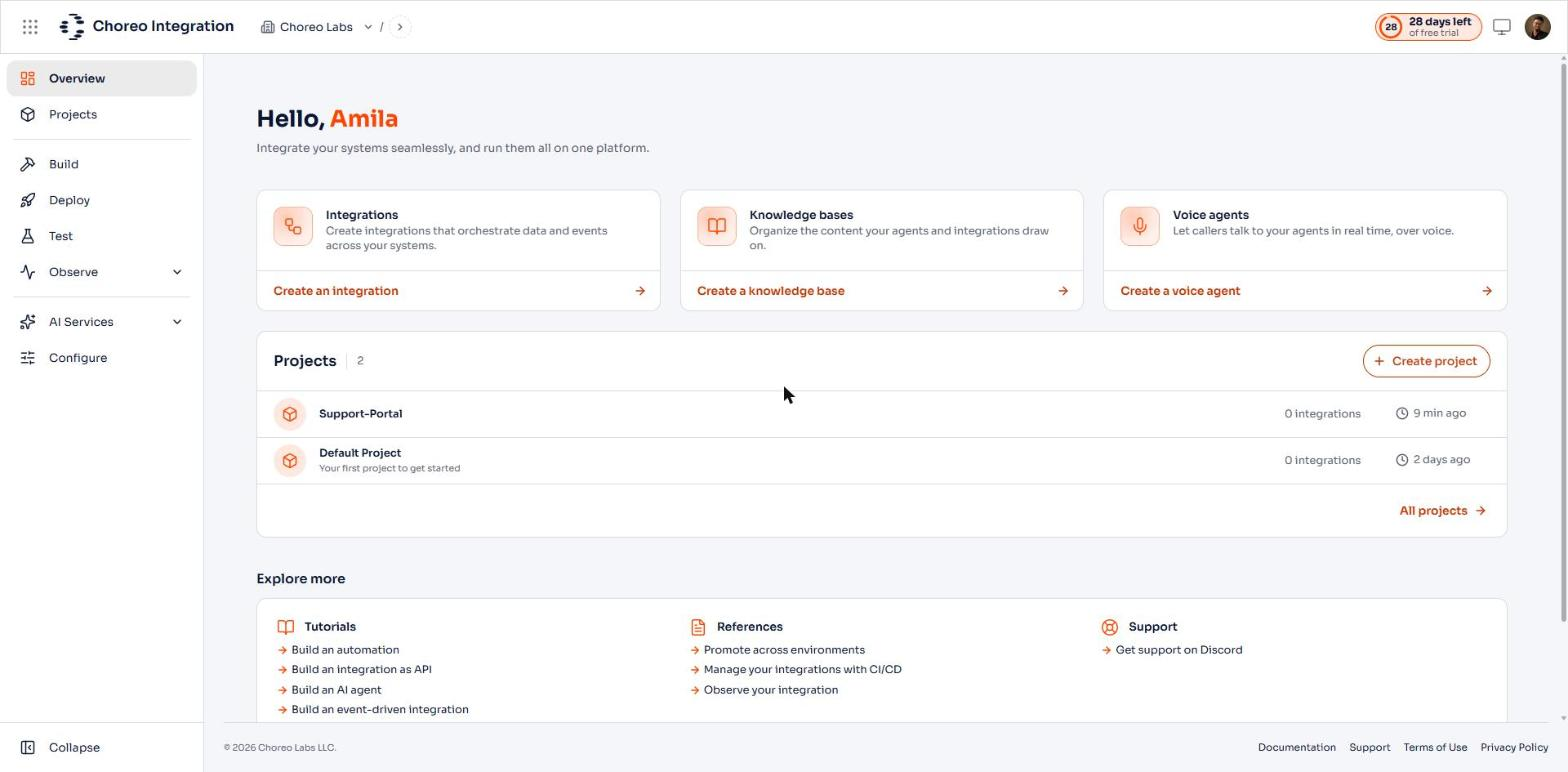 Choreo Integration
Choreo Labs
/
28
28 days left
of free trial
Overview
Projects
Build
Deploy
Test
Observe
AI Services
Configure
Collapse
Hello, Amila
Integrate your systems seamlessly, and run them all on one platform.
Integrations
Create integrations that orchestrate data and events
across your systems.
Create an integration
Knowledge bases
Organize the content your agents and integrations draw
on.
Create a knowledge base
Voice agents
Let callers talk to your agents in real time, over voice.
Create a voice agent
Projects 2
+ Create project
Support-Portal
0 integrations
9 min ago
Default Project
Your first project to get started
0 integrations
2 days ago
All projects
Explore more
Tutorials
Build an automation
Build an integration as API
Build an AI agent
Build an event-driven integration
References
Promote across environments
Manage your integrations with CI/CD
Observe your integration
Support
Get support on Discord
© 2026 Choreo Labs LLC.
Documentation
Support
Terms of Use
Privacy Policy